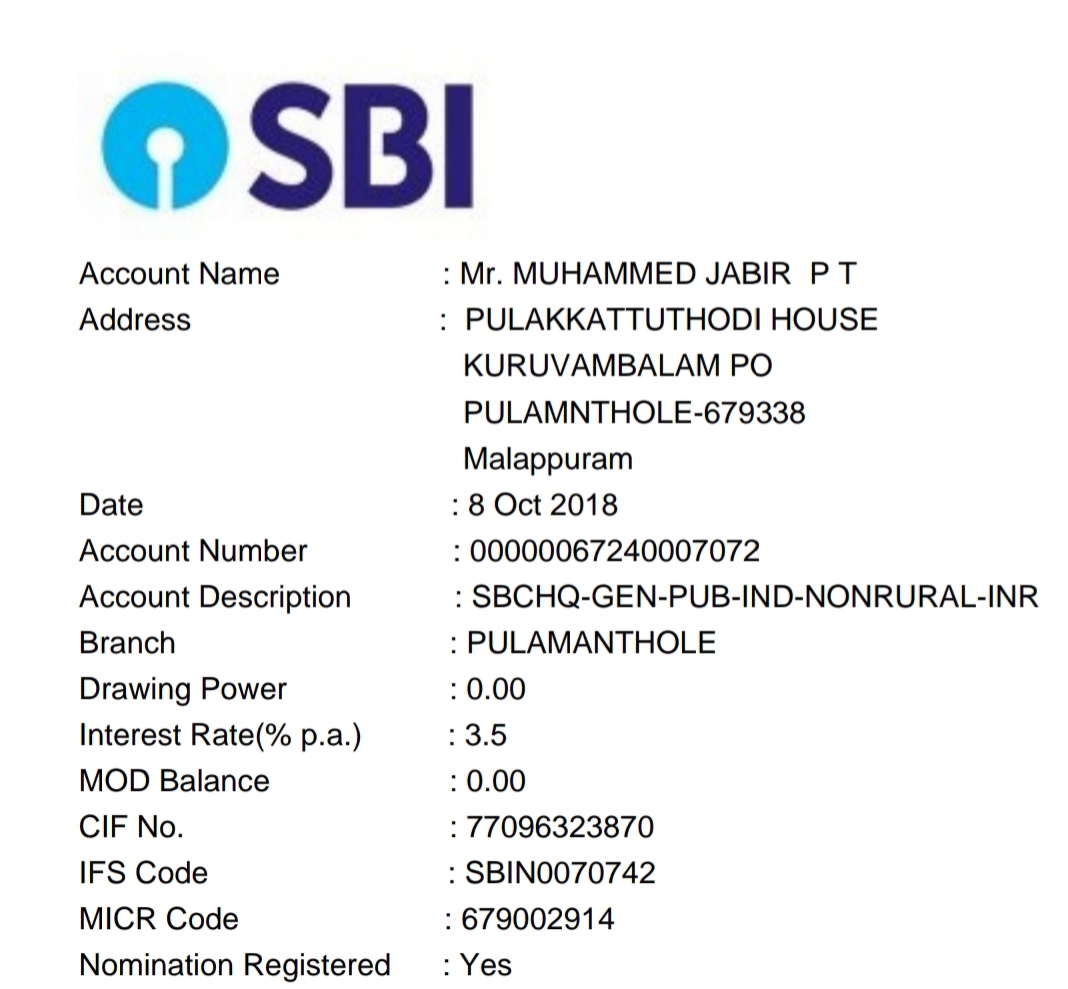 SBI
Account Name : Mr. MUHAMMED JABIR P T
Address : PULAKKATTUTHODI HOUSE
KURUVAMBALAM PO
PULAMNTHOLE-679338
Malappuram
Date : 8 Oct 2018
Account Number : 00000067240007072
Account Description : SBCHQ-GEN-PUB-IND-NONRURAL-INR
Branch : PULAMANTHOLE
Drawing Power : 0.00
Interest Rate(% p.a.) : 3.5
MOD Balance : 0.00
CIF No. : 77096323870
IFS Code : SBIN0070742
MICR Code : 679002914
Nomination Registered : Yes